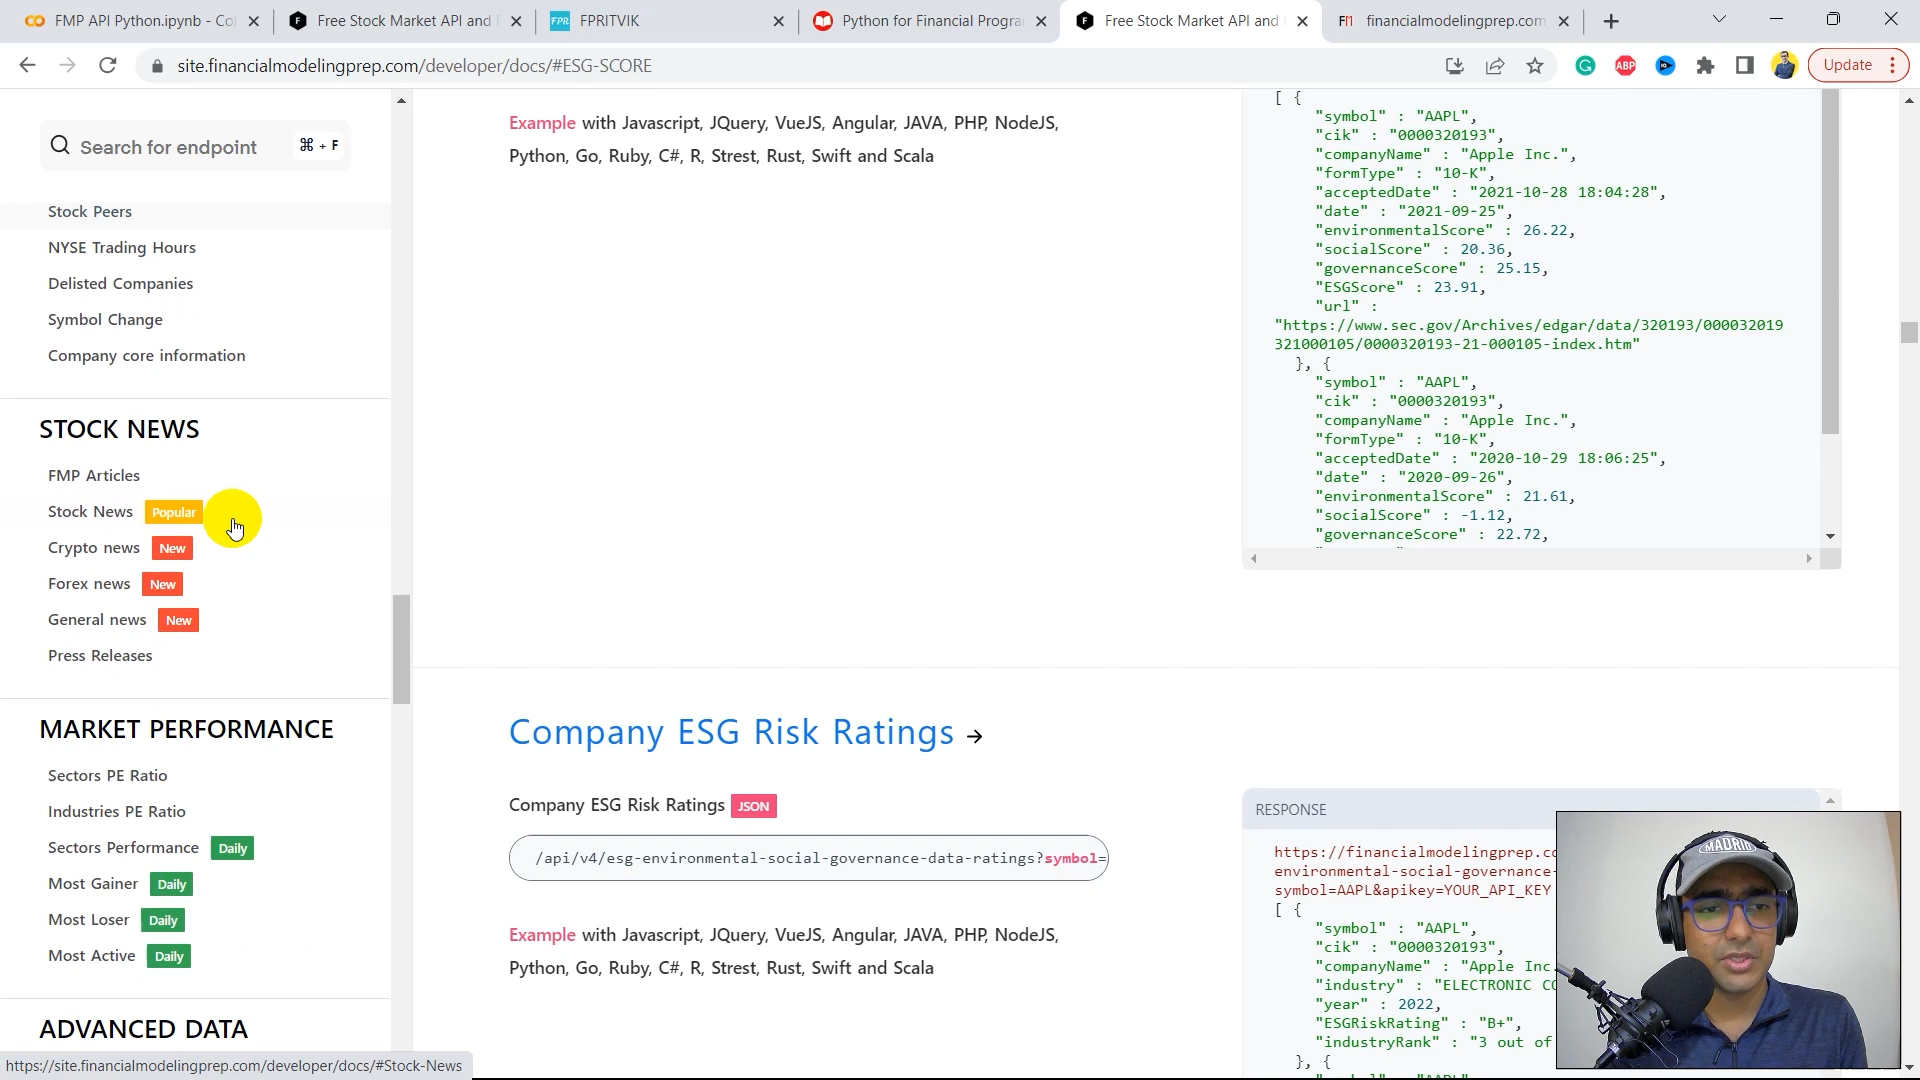 FMP API Python.ipynb - Co
Free Stock Market API and
FPRITVIK
Python for Financial Progra
Free Stock Market API and
financialmodelingprep.com
site.financialmodelingprep.com/developer/docs/#ESG-SCORE
ABP
Update
Search for endpoint
⌘ + F
Stock Peers
NYSE Trading Hours
Delisted Companies
Symbol Change
Company core information
STOCK NEWS
FMP Articles
Stock News Popular
Crypto news New
Forex news New
General news New
Press Releases
MARKET PERFORMANCE
Sectors PE Ratio
Industries PE Ratio
Sectors Performance Daily
Most Gainer Daily
Most Loser Daily
Most Active Daily
ADVANCED DATA
https://site.financialmodelingprep.com/developer/docs/#Stock-News
Example with Javascript, JQuery, VueJS, Angular, JAVA, PHP, NodeJS,
Python, Go, Ruby, C#, R, Strest, Rust, Swift and Scala
[ {
"symbol" : "AAPL",
"cik" : "0000320193",
"companyName" : "Apple Inc.",
"formType" : "10-K",
"acceptedDate" : "2021-10-28 18:04:28",
"date" : "2021-09-25",
"environmentalScore" : 26.22,
"socialScore" : 20.36,
"governanceScore" : 25.15,
"ESGScore" : 23.91,
"url" :
"https://www.sec.gov/Archives/edgar/data/320193/000032019
321000105/0000320193-21-000105-index.htm"
}, {
"symbol" : "AAPL",
"cik" : "0000320193",
"companyName" : "Apple Inc.",
"formType" : "10-K",
"acceptedDate" : "2020-10-29 18:06:25",
"date" : "2020-09-26",
"environmentalScore" : 21.61,
"socialScore" : -1.12,
"governanceScore" : 22.72,
Company ESG Risk Ratings →
Company ESG Risk Ratings JSON
/api/v4/esg-environmental-social-governance-data-ratings?symbol=
Example with Javascript, JQuery, VueJS, Angular, JAVA, PHP, NodeJS,
Python, Go, Ruby, C#, R, Strest, Rust, Swift and Scala
RESPONSE
https://financialmodelingprep.co
environmental-social-governance-
symbol=AAPL&apikey=YOUR_API_KEY
[ {
"symbol" : "AAPL",
"cik" : "0000320193",
"companyName" : "Apple Inc.
"industry" : "ELECTRONIC CO
"year" : 2022,
"ESGRiskRating" : "B+",
"industryRank" : "3 out of
}, {
MADRID